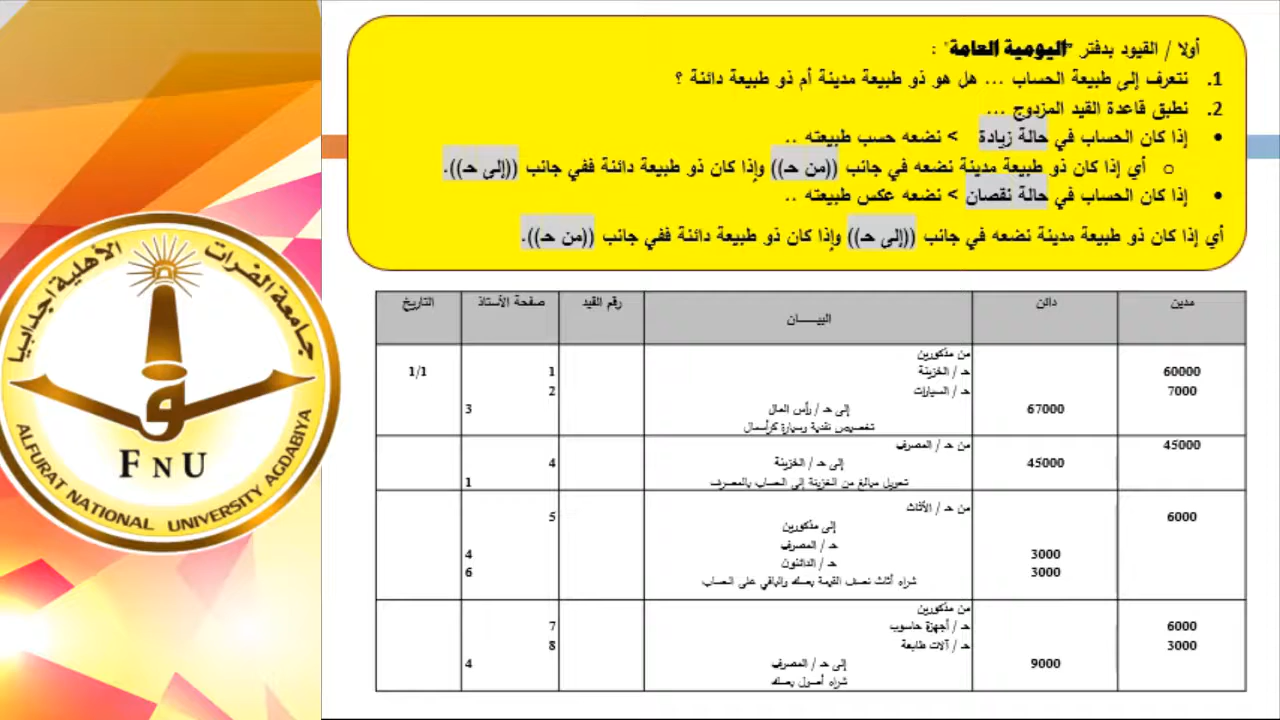 أولا / القيود بدفتر "اليومية العامة" :
1. نتعرف إلي طبيعة الحساب ... هل هو ذو طبيعة مدينة أم ذو طبيعة دائنة ؟
2. نطبق قاعدة القيد المزدوج ...
• إذا كان الحساب في حالة زيادة > نضعه حسب طبيعته ..
o أي إذا كان ذو طبيعة مدينة نضعه في جانب ((من حـ)) وإذا كان ذو طبيعة دائنة ففي جانب ((إلى حـ)).
• إذا كان الحساب في حالة نقصان > نضعه عكس طبيعته ..
أي إذا كان ذو طبيعة مدينة نضعه في جانب ((إلى حـ)) وإذا كان ذو طبيعة دائنة ففي جانب ((من حـ)).
مدين دائن البيـــــان رقم القيد صفحة الأستاذ التاريخ
من مذكورين
60000 حـ / الخزينة 1 1/1
7000 حـ / السيارات 2
67000 إلى حـ / رأس المال 3
تخصيص نقدية وسيارة كرأسمال
45000 من حـ / المصرف
45000 إلى حـ / الخزينة 4
تحويل مبالغ من الخزينة إلى الحساب بالمصرف 1
من حـ / الأثاث
6000 5
إلى مذكورين
3000 حـ / المصرف 4
3000 حـ / الدائنون 6
شراء أثاث نصف القيمة بصك والباقي على الحساب
من مذكورين
6000 حـ / أجهزة حاسوب 7
3000 حـ / آلات طابعة 8
9000 إلى حـ / المصرف 4
شراء أصول بصك
جامعة الفرات الأهلية اجدابيا
FNU
ALFURAT NATIONAL UNIVERSITY AGDABIYA